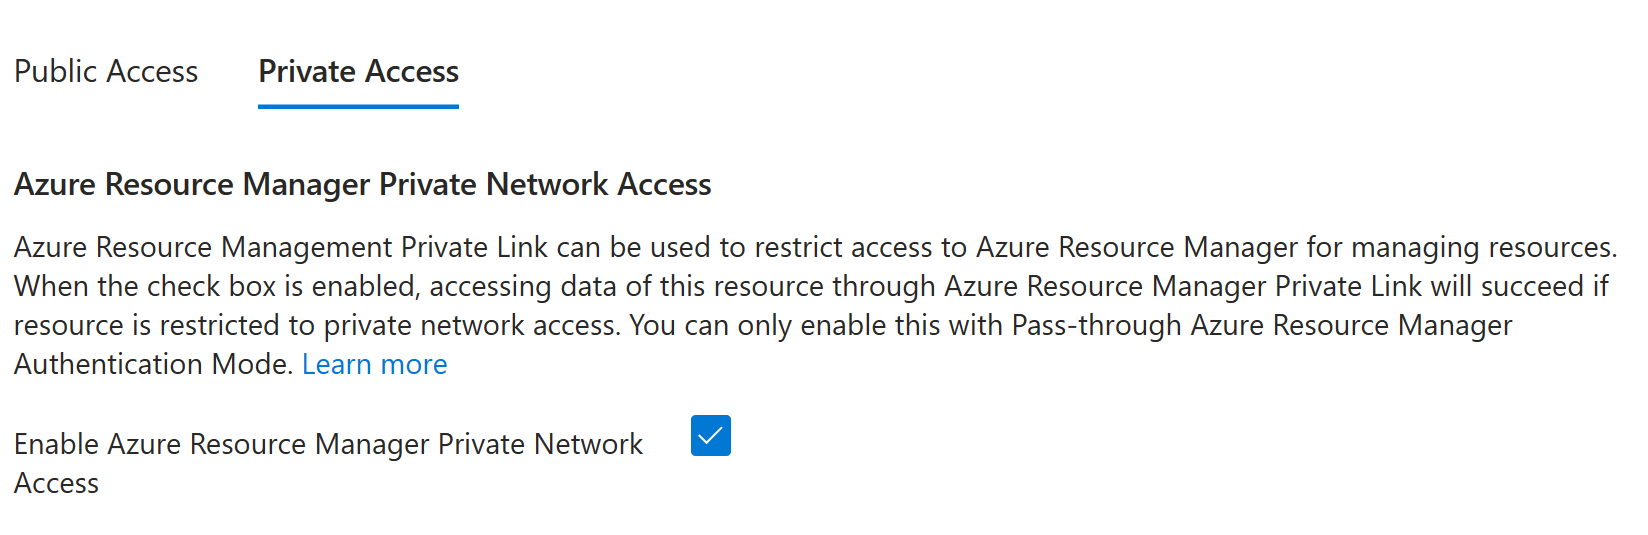 Public Access Private Access
Azure Resource Manager Private Network Access
Azure Resource Management Private Link can be used to restrict access to Azure Resource Manager for managing resources.
When the check box is enabled, accessing data of this resource through Azure Resource Manager Private Link will succeed if
resource is restricted to private network access. You can only enable this with Pass-through Azure Resource Manager
Authentication Mode. Learn more
Enable Azure Resource Manager Private Network
Access